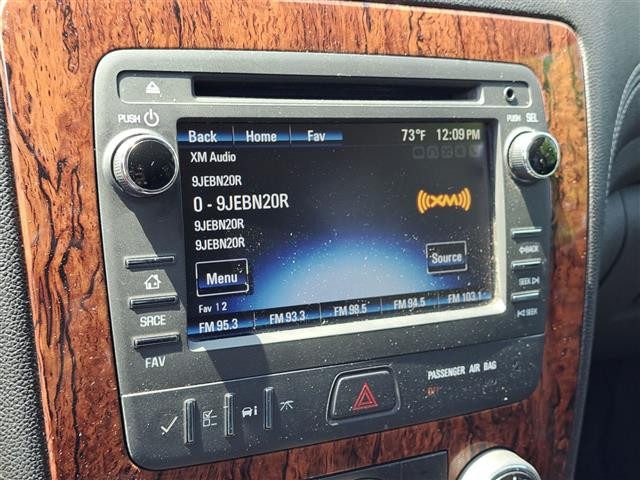 PUSH
PUSH SEL
Back Home Fav 73°F 12:09 PM
XM Audio
9JEBN20R
0 - 9JEBN20R
9JEBN20R
9JEBN20R
XM
Menu Source
Fav 1 2
FM 95.3 FM 93.3 FM 98.5 FM 94.5 FM 103.1
BACK
SEEK
SEEK
SRCE
FAV
PASSENGER AIR BAG
OFF